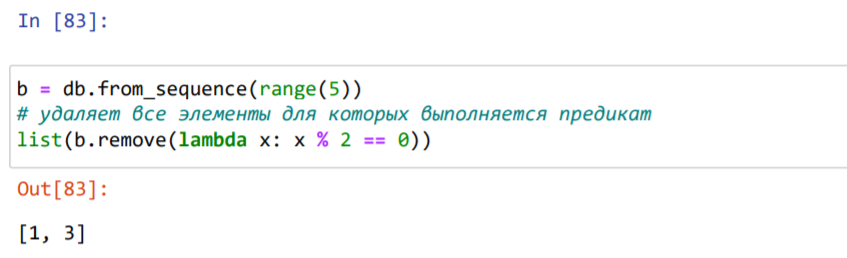 In [83]:
b = db.from_sequence(range(5))
# удаляет все элементы для которых выполняется предикат
list(b.remove(lambda x: x % 2 == 0))
Out[83]:
[1, 3]